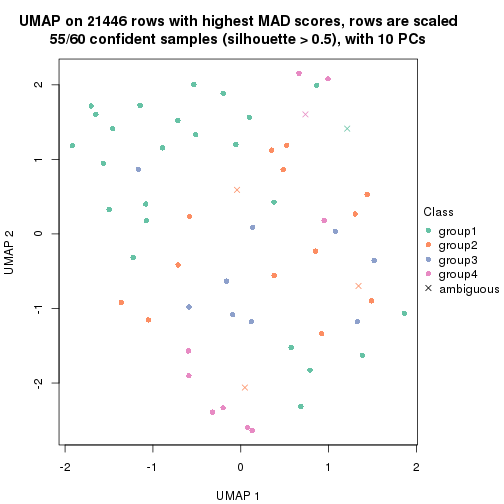 UMAP on 21446 rows with highest MAD scores, rows are scaled
55/60 confident samples (silhouette > 0.5), with 10 PCs
2
1
0
-1
-2
UMAP 2
-2
-1
0
1
2
UMAP 1
Class
group1
group2
group3
group4
ambiguous